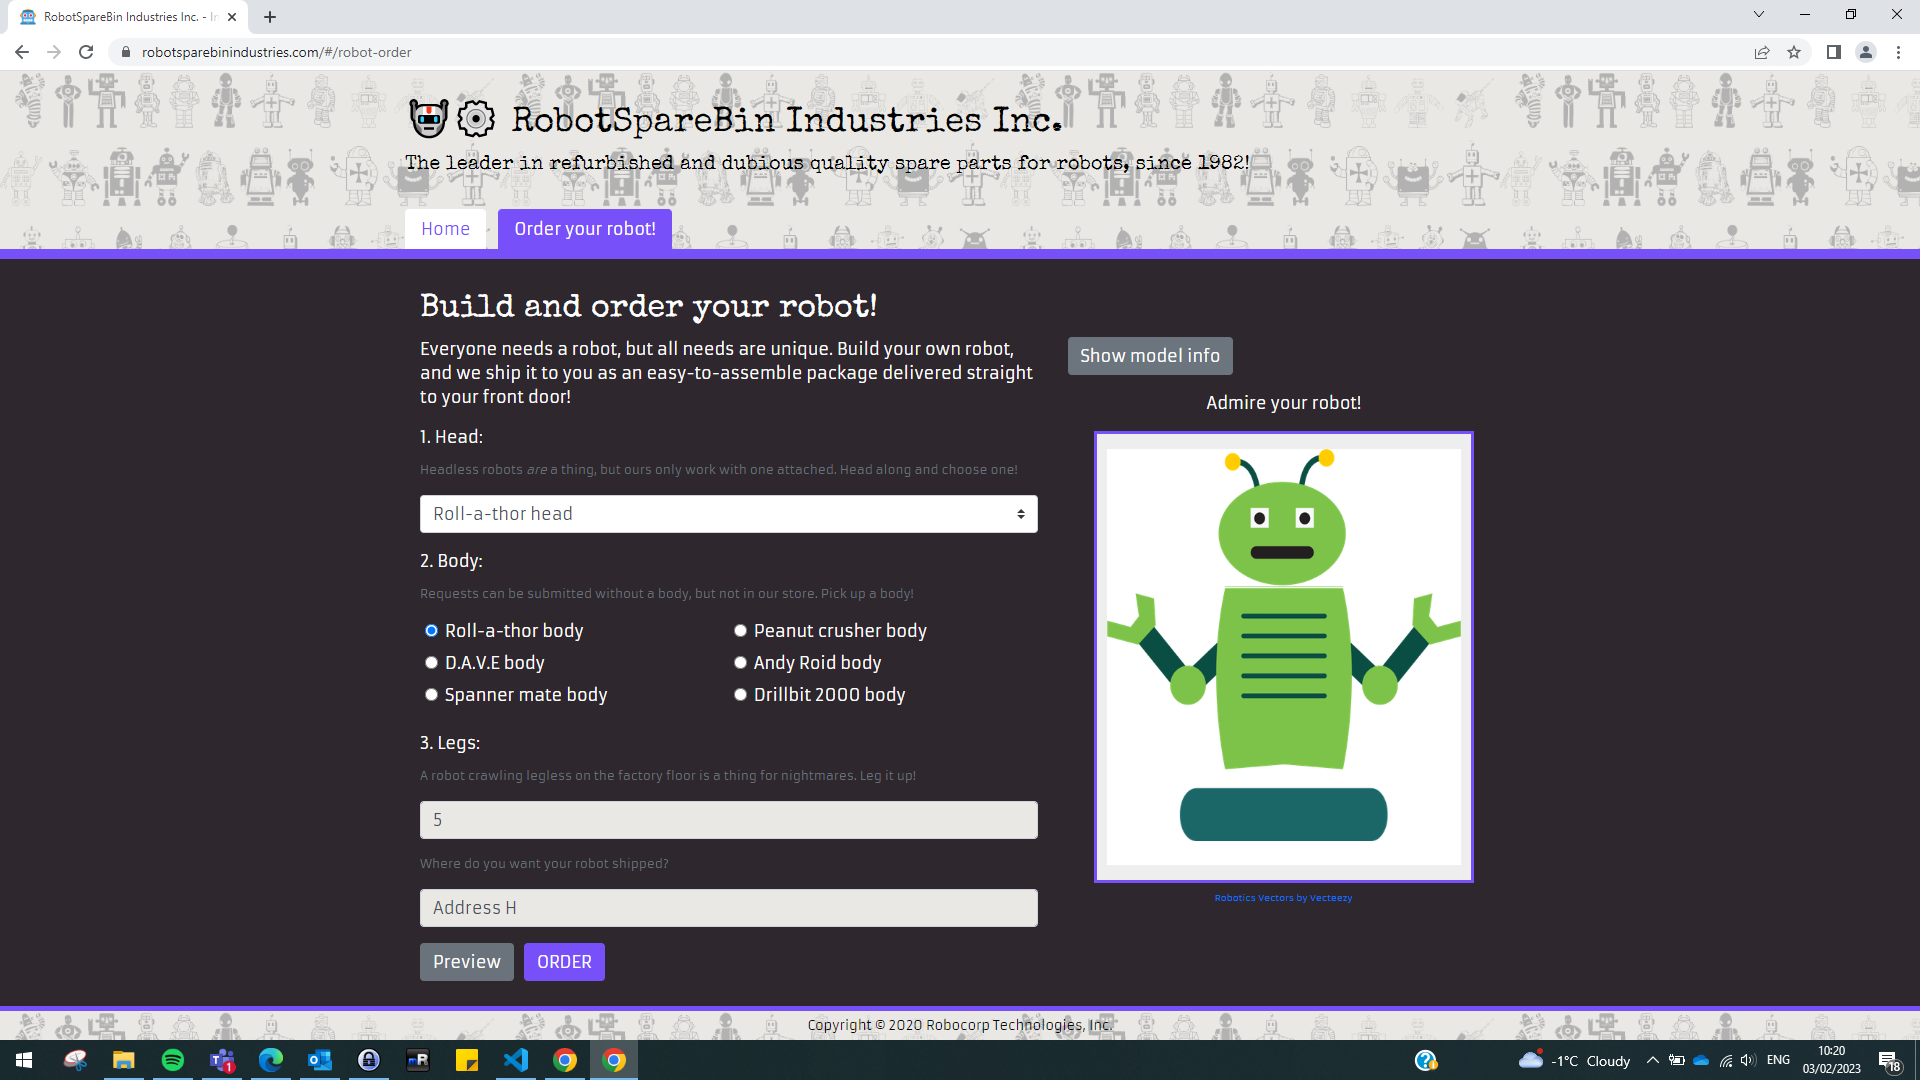 RobotSpareBin Industries Inc. - In
robotsparebinindustries.com/#/robot-order
RobotSpareBin Industries Inc.
The leader in refurbished and dubious quality spare parts for robots, since 1982!
Home
Order your robot!
Build and order your robot!
Everyone needs a robot, but all needs are unique. Build your own robot,
and we ship it to you as an easy-to-assemble package delivered straight
to your front door!
1. Head:
Headless robots are a thing, but ours only work with one attached. Head along and choose one!
Roll-a-thor head
2. Body:
Requests can be submitted without a body, but not in our store. Pick up a body!
Roll-a-thor body
Peanut crusher body
D.A.V.E body
Andy Roid body
Spanner mate body
Drillbit 2000 body
3. Legs:
A robot crawling legless on the factory floor is a thing for nightmares. Leg it up!
5
Where do you want your robot shipped?
Address H
Preview
ORDER
Show model info
Admire your robot!
Robotics Vectors by Vecteezy
Copyright © 2020 Robocorp Technologies, Inc.
T
1
O
mR
?
-1°C Cloudy
ENG
10:20
03/02/2023
18